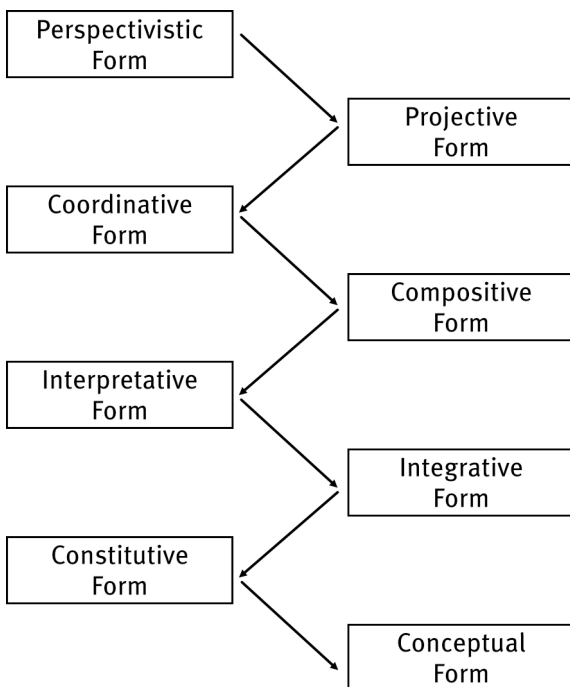 Perspectivistic
Form
Projective
Form
Coordinative
Form
Compositive
Form
Interpretative
Form
Integrative
Form
Constitutive
Form
Conceptual
Form